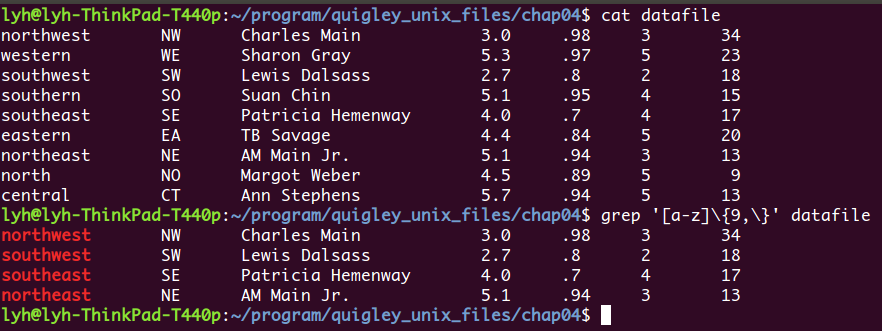 lyh@lyh-ThinkPad-T440p:~/program/quigley_unix_files/chap04$ cat datafile
northwest NW Charles Main 3.0 .98 3 34
western WE Sharon Gray 5.3 .97 5 23
southwest SW Lewis Dalsass 2.7 .8 2 18
southern SO Suan Chin 5.1 .95 4 15
southeast SE Patricia Hemenway 4.0 .7 4 17
eastern EA TB Savage 4.4 .84 5 20
northeast NE AM Main Jr. 5.1 .94 3 13
north NO Margot Weber 4.5 .89 5 9
central CT Ann Stephens 5.7 .94 5 13
lyh@lyh-ThinkPad-T440p:~/program/quigley_unix_files/chap04$ grep '[a-z]\{9,\}' datafile
northwest NW Charles Main 3.0 .98 3 34
southwest SW Lewis Dalsass 2.7 .8 2 18
southeast SE Patricia Hemenway 4.0 .7 4 17
northeast NE AM Main Jr. 5.1 .94 3 13
lyh@lyh-ThinkPad-T440p:~/program/quigley_unix_files/chap04$